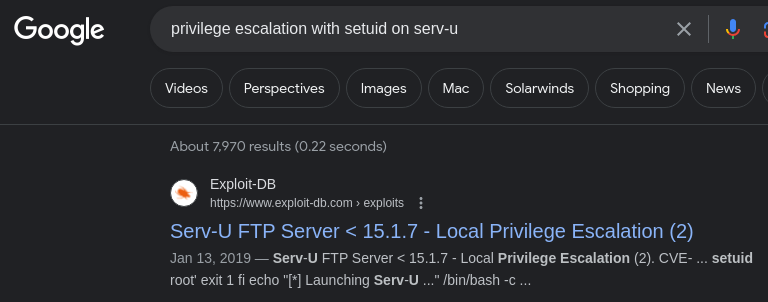 Google
privilege escalation with setuid on serv-u
Videos Perspectives Images Mac Solarwinds Shopping News
About 7,970 results (0.22 seconds)
Exploit-DB
https://www.exploit-db.com › exploits
Serv-U FTP Server < 15.1.7 - Local Privilege Escalation (2)
Jan 13, 2019 — Serv-U FTP Server < 15.1.7 - Local Privilege Escalation (2). CVE- ... setuid
root' exit 1 fi echo "[*] Launching Serv-U ..." /bin/bash -c ...